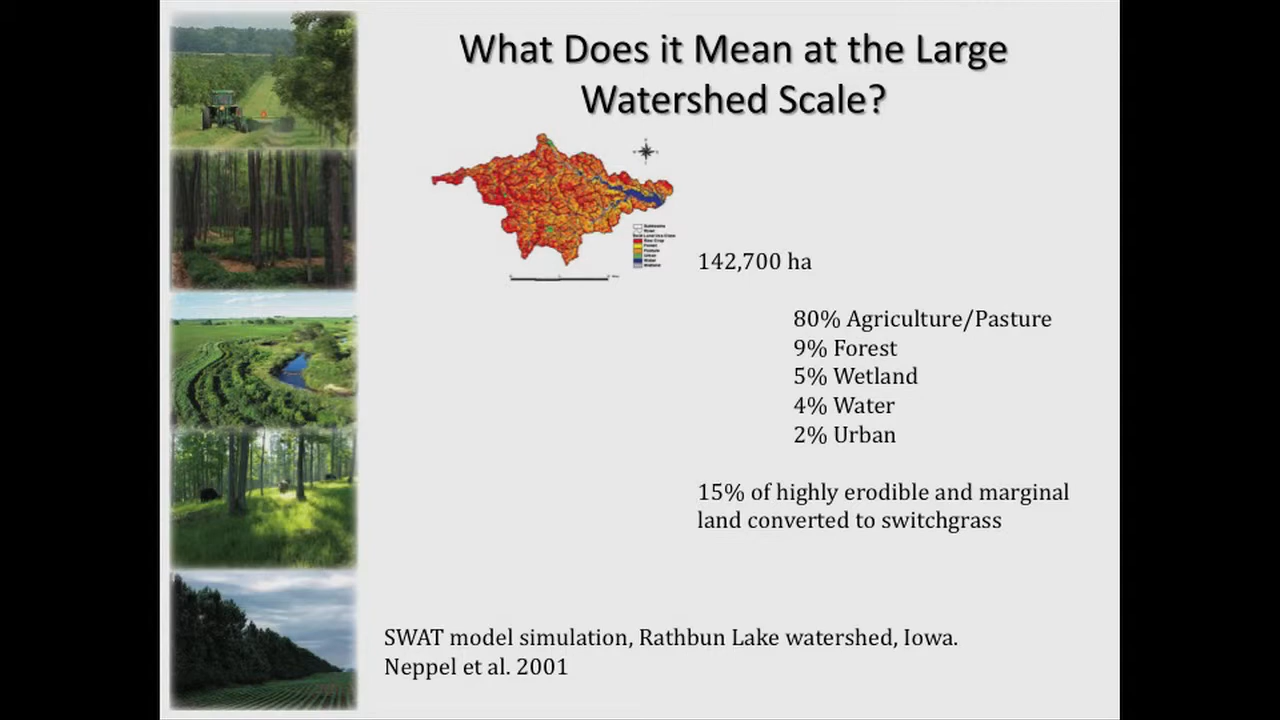 What Does it Mean at the Large
Watershed Scale?
142,700 ha
80% Agriculture/Pasture
9% Forest
5% Wetland
4% Water
2% Urban
15% of highly erodible and marginal
land converted to switchgrass
SWAT model simulation, Rathbun Lake watershed, Iowa.
Neppel et al. 2001